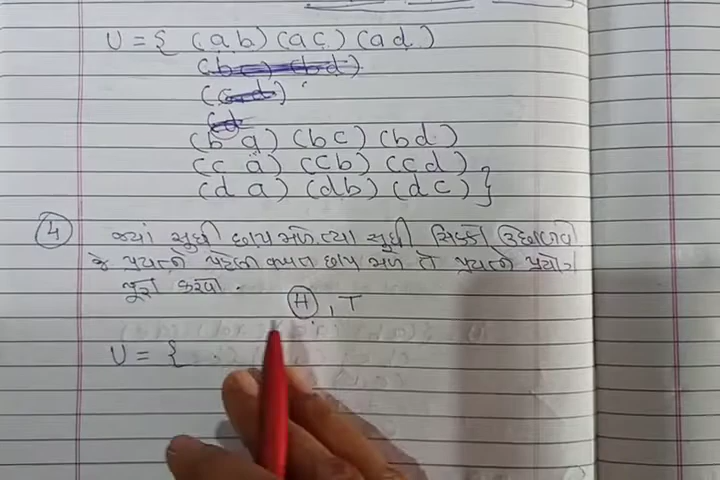 U = { (a b) (a c) (a d)
(b c) (b d)
(c d)
(b a) (b c) (b d)
(c a) (c b) (c d)
(d a) (d b) (d c) }
4 જ્યાં સુધી છાપ મળે ત્યા સુધી સિક્કો ઉછાળવો
જે પ્રયત્ને પહેલી વખત છાપ મળે તે પ્રયત્ને પ્રયોગ
પૂરો કરવો.
H , T
U = {